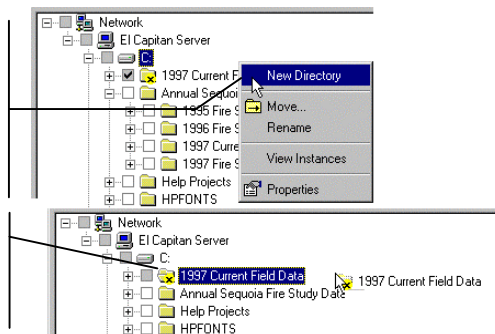 Network
El Capitan Server
C:
1997 Current F
New Directory
Annual Sequoi
Move...
1995 Fire S
Rename
1996 Fire S
1997 Curre
View Instances
1997 Fire S
Help Projects
Properties
HPFONTS
Network
El Capitan Server
C:
1997 Current Field Data
1997 Current Field Data
Annual Sequoia Fire Study Data
Help Projects
HPFONTS